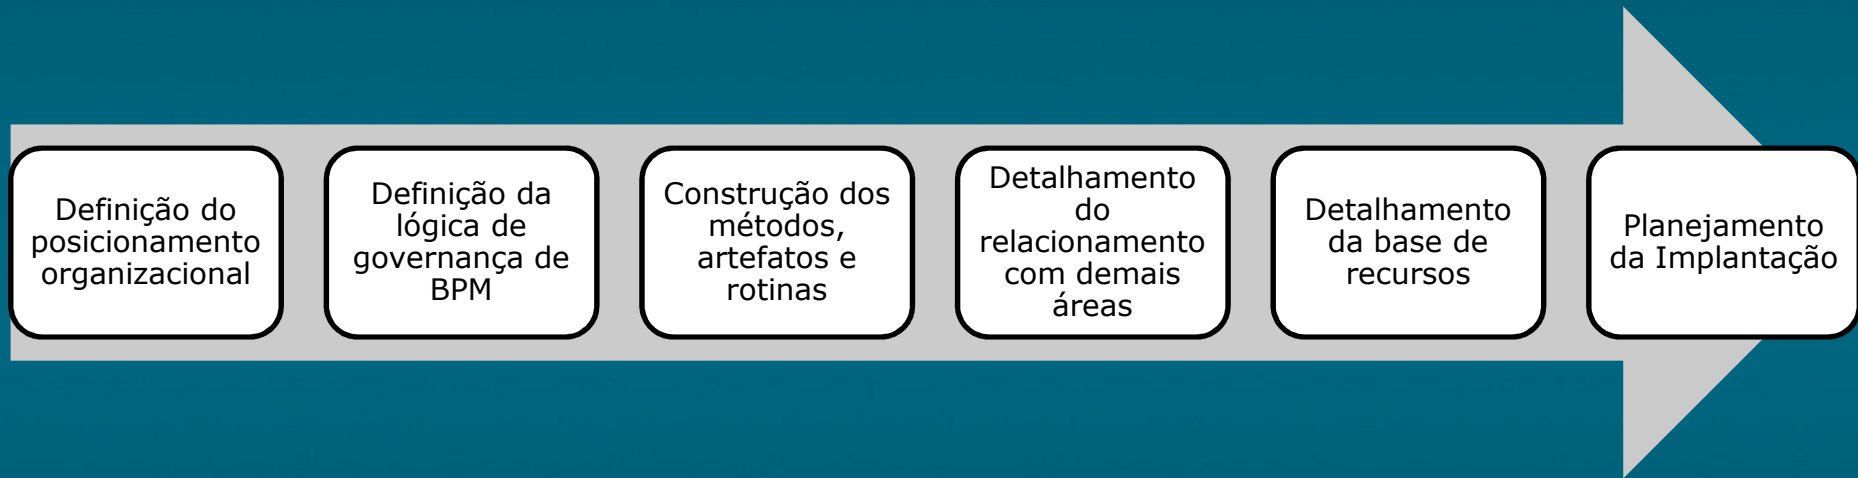 Definição do
posicionamento
organizacional
Definição da
lógica de
governança de
BPM
Construção dos
métodos,
artefatos e
rotinas
Detalhamento
do
relacionamento
com demais
áreas
Detalhamento
da base de
recursos
Planejamento
da Implantação